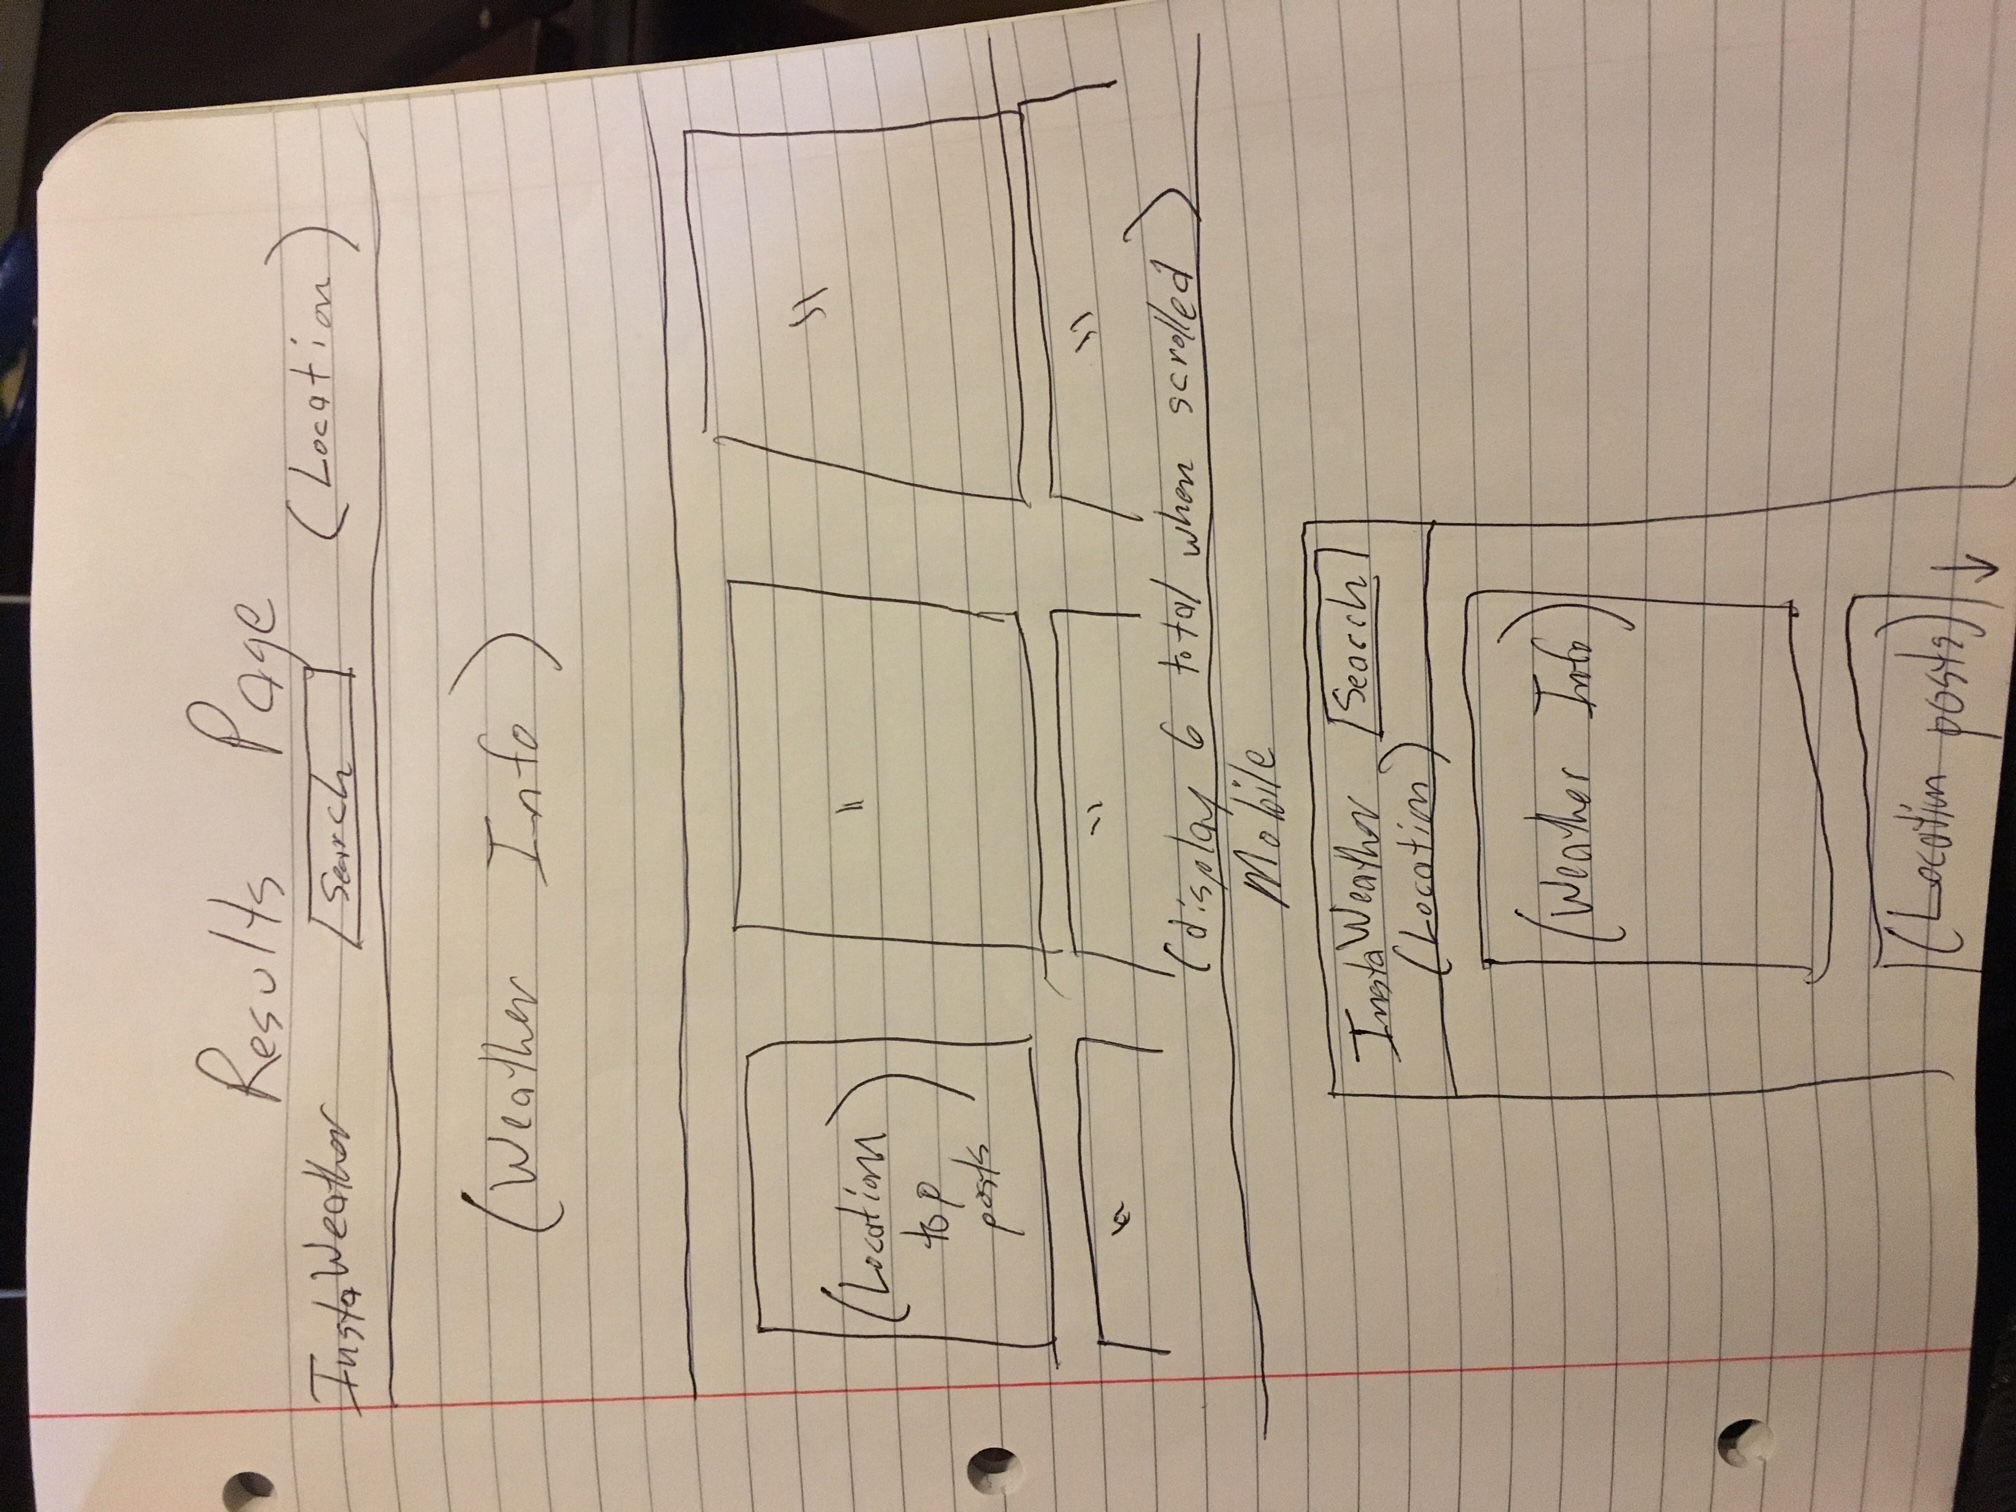 Results Page
InstaWeather Search (Location)
(Weather Info)
(Location
top
posts)
" "
" " "
(display 6 total when scrolled)
Mobile
InstaWeather Search
(Location)
(Weather Info)
(Location posts) ↓